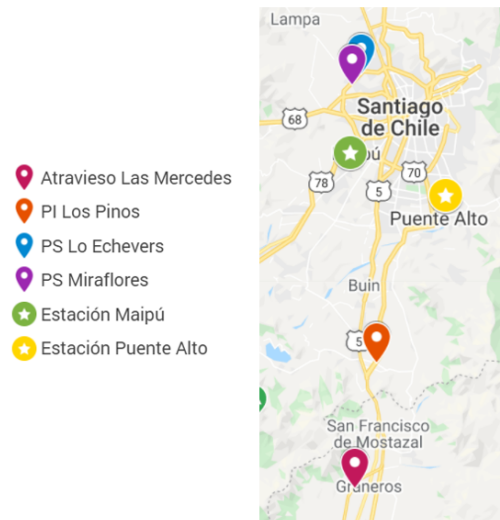 Atravieso Las Mercedes
PI Los Pinos
PS Lo Echevers
PS Miraflores
Estación Maipú
Estación Puente Alto
Lampa
68
Santiago
de Chile
78
5
70
Puente Alto
Buin
5
San Francisco
de Mostazal
Graneros